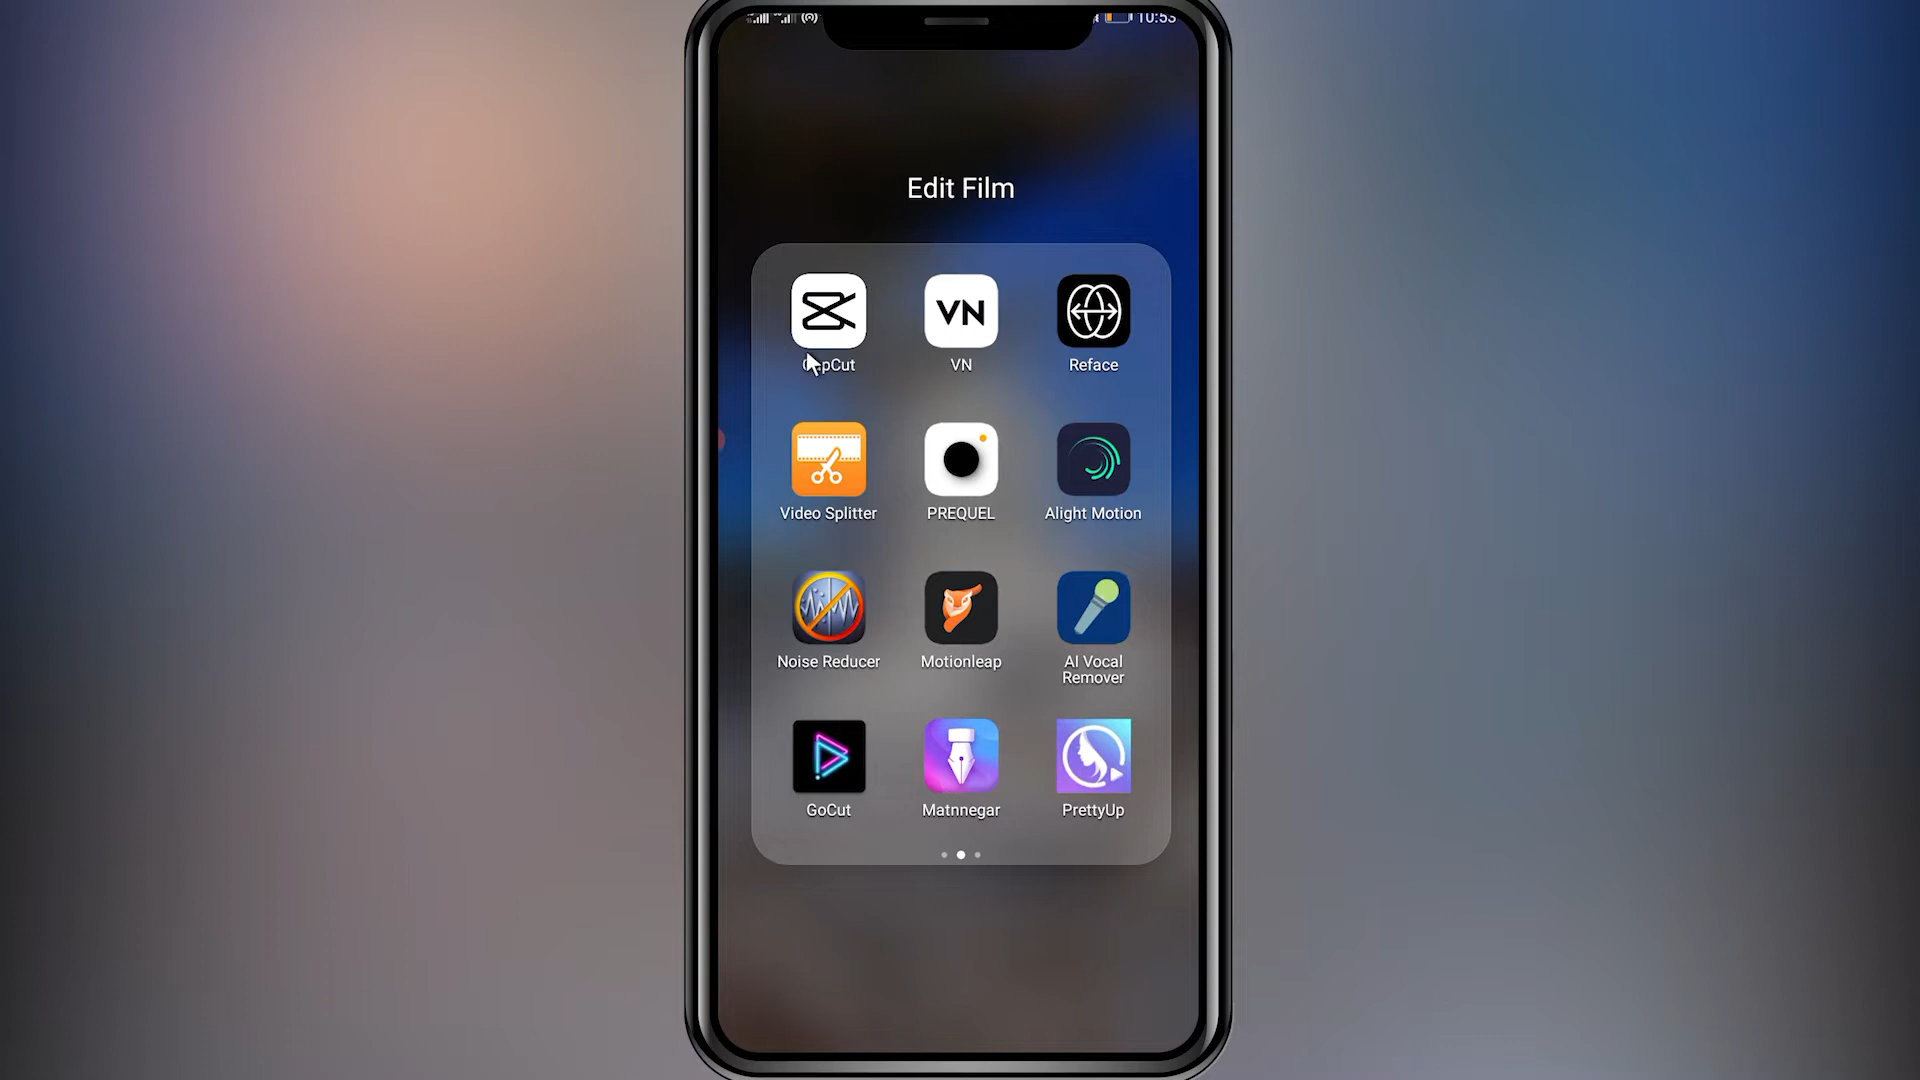 10:53
Edit Film
VN
CapCut
VN
Reface
Video Splitter
PREQUEL
Alight Motion
Noise Reducer
Motionleap
AI Vocal
Remover
GoCut
Matnnegar
PrettyUp